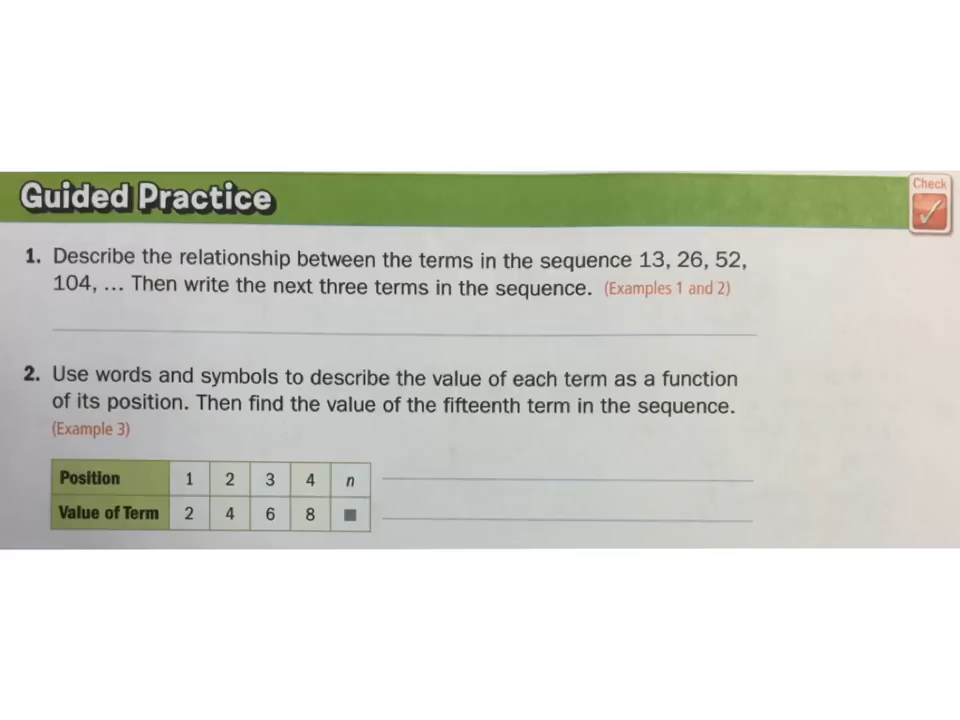 Guided Practice
Check
1. Describe the relationship between the terms in the sequence 13, 26, 52,
104, ... Then write the next three terms in the sequence. (Examples 1 and 2)
2. Use words and symbols to describe the value of each term as a function
of its position. Then find the value of the fifteenth term in the sequence.
(Example 3)
Position 1 2 3 4 n
Value of Term 2 4 6 8 ■